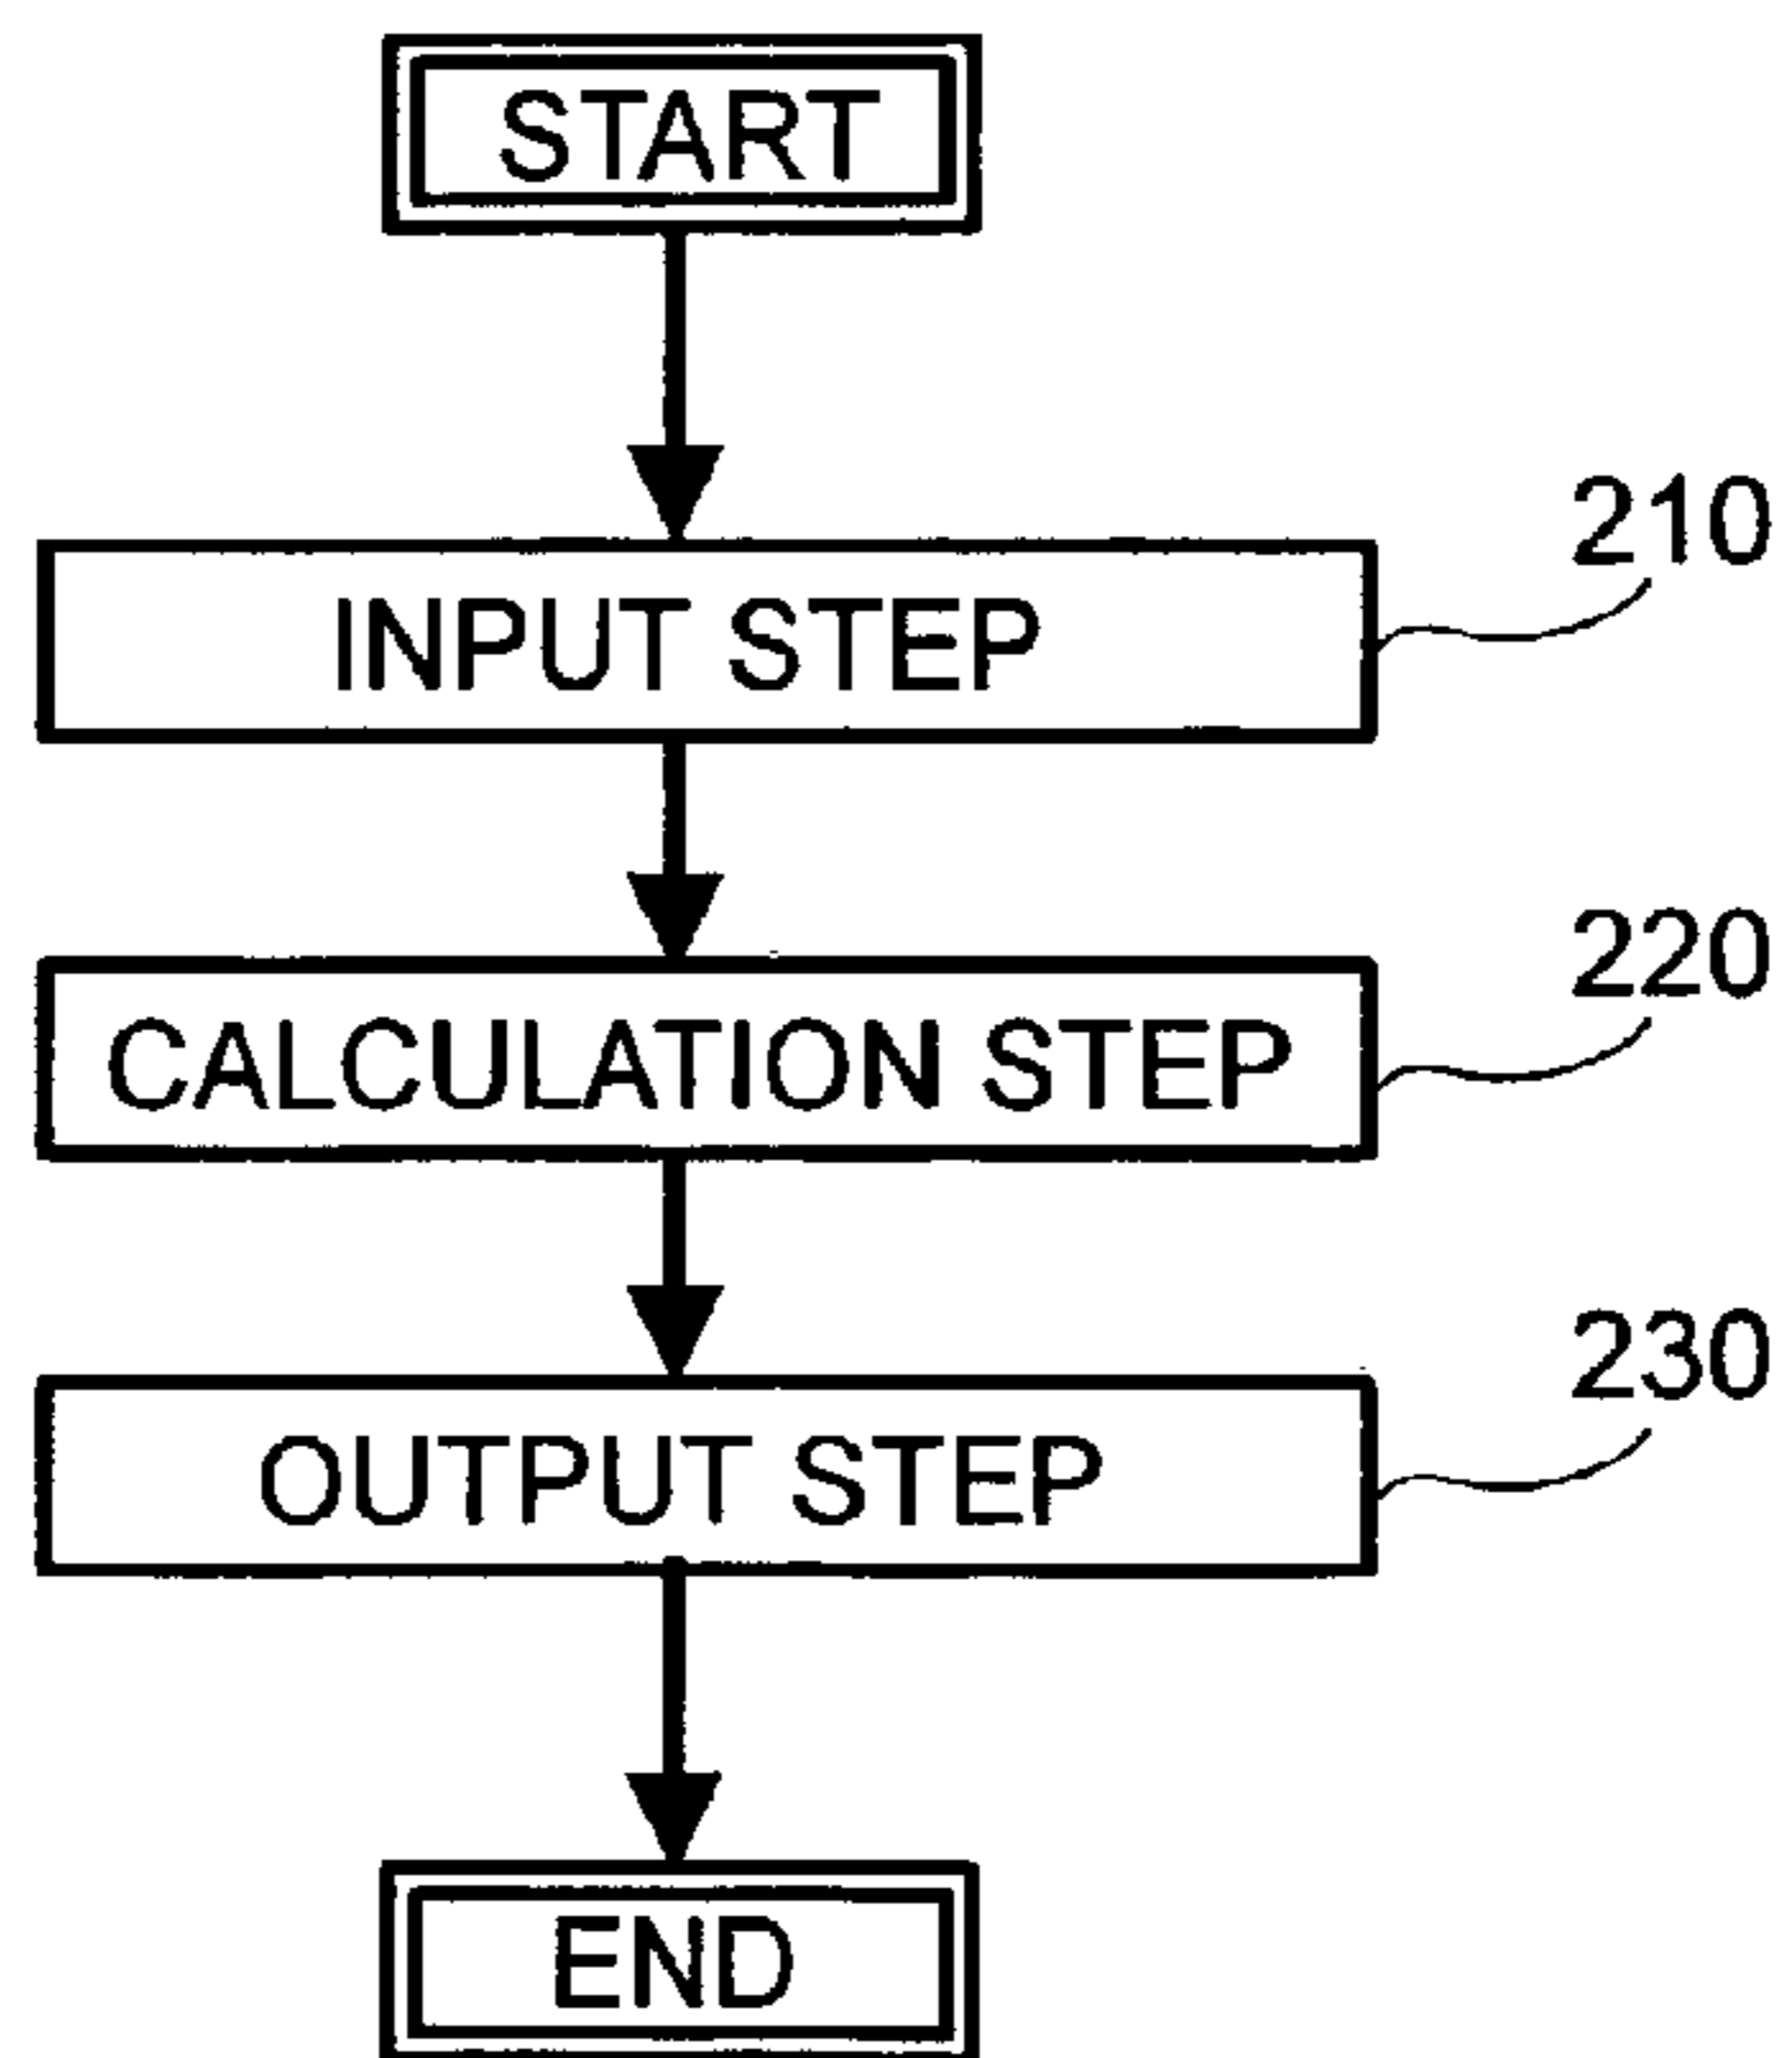 START
210
INPUT STEP
220
CALCULATION STEP
230
OUTPUT STEP
END